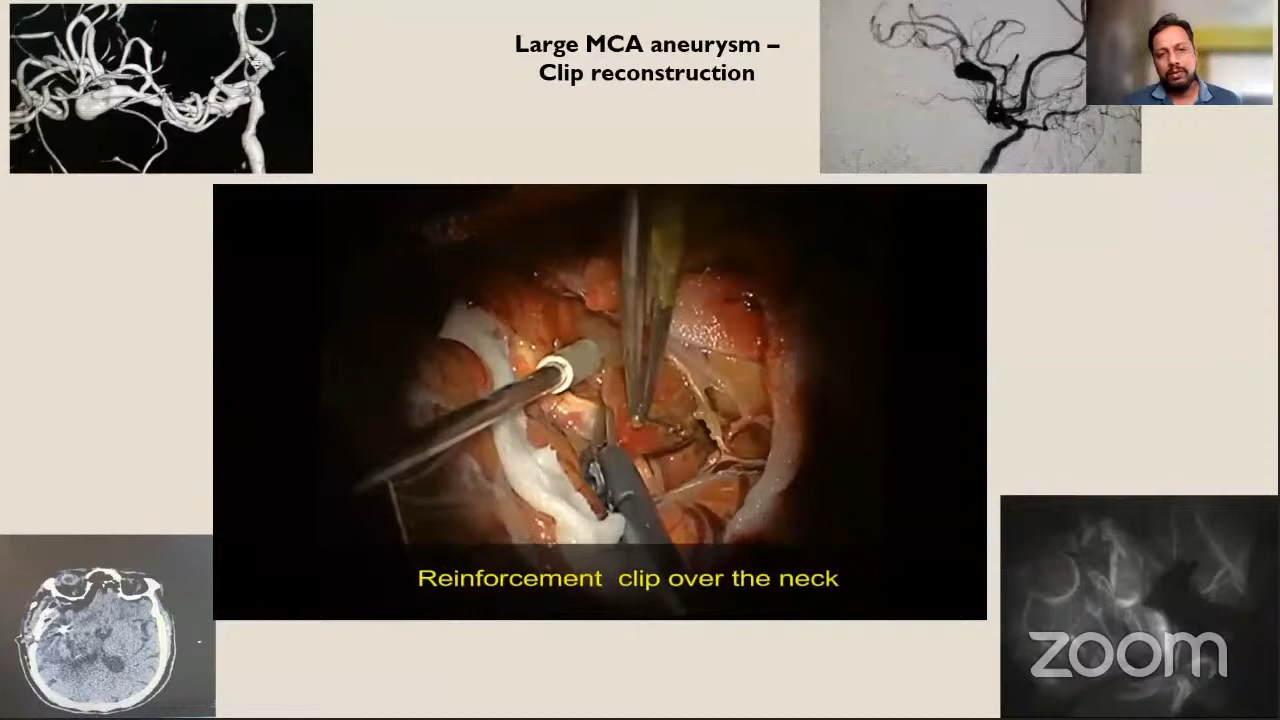 Large MCA aneurysm –
Clip reconstruction
Reinforcement clip over the neck
zoom